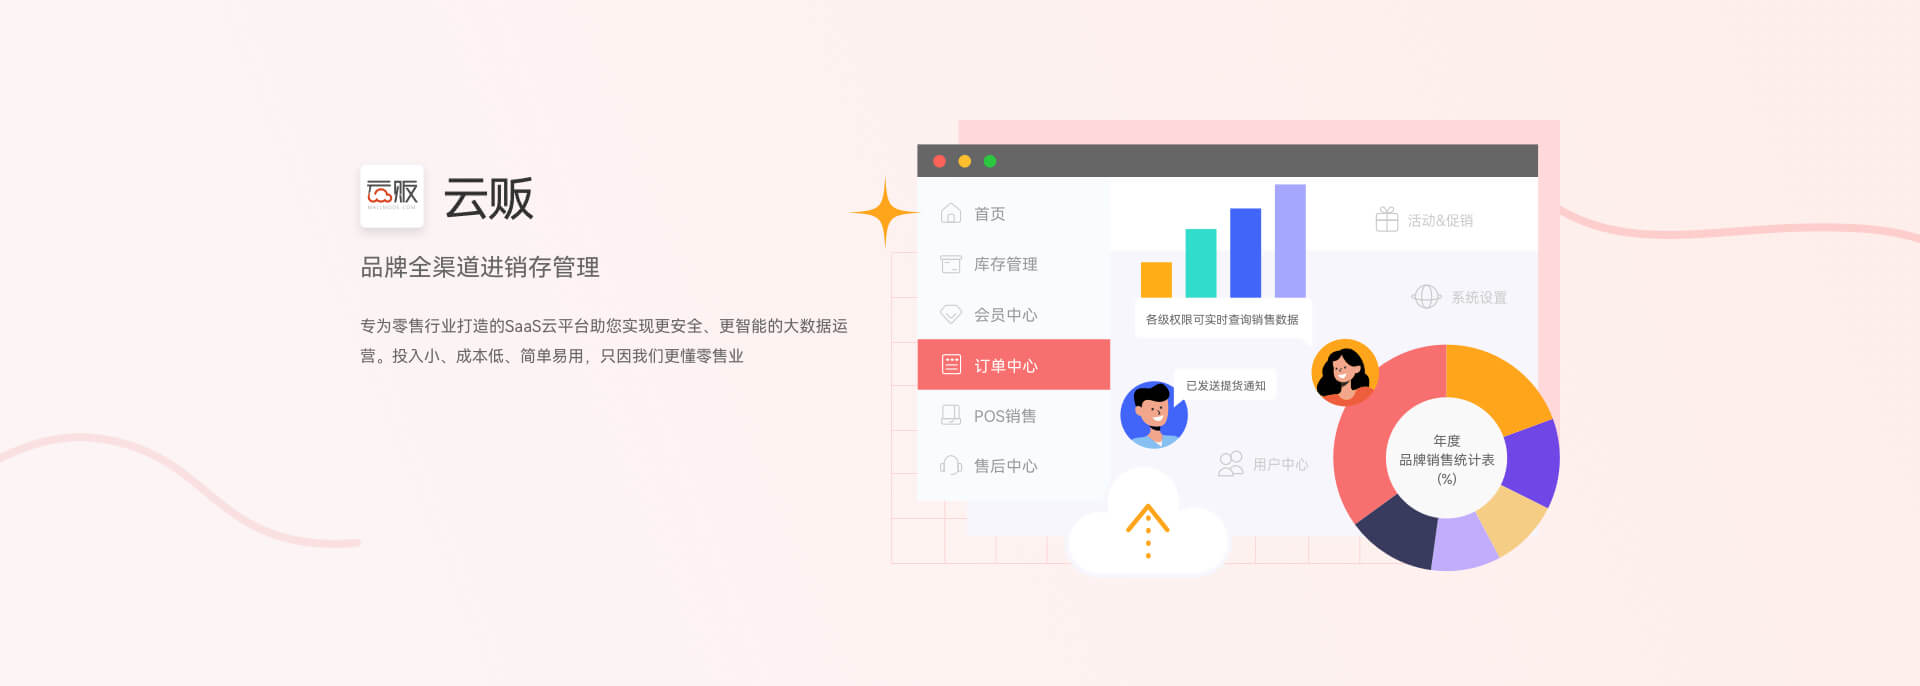 云贩
云贩
品牌全渠道进销存管理
专为零售行业打造的SaaS云平台助您实现更安全、更智能的大数据运
营。投入小、成本低、简单易用，只因我们更懂零售业
首页
库存管理
会员中心
订单中心
POS销售
售后中心
活动&促销
系统设置
各级权限可实时查询销售数据
已发送提货通知
用户中心
年度
品牌销售统计表
(%)